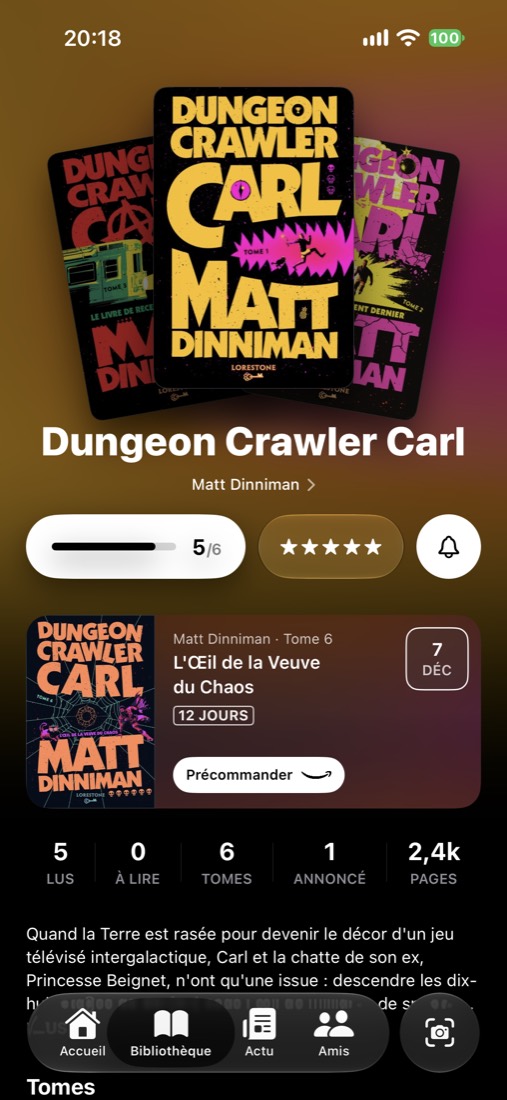 20:18
100
DUNGEON
CRAWLER
CARL
TOME 1
MATT
DINNIMAN
LORESTONE
Dungeon Crawler Carl
Matt Dinniman
5/6
DUNGEON
CRAWLER
CARL
MATT
DINNIMAN
LORESTONE
Matt Dinniman · Tome 6
L'Œil de la Veuve
du Chaos
12 JOURS
7
DÉC
Précommander
5
LUS
0
À LIRE
6
TOMES
1
ANNONCÉ
2,4k
PAGES
Quand la Terre est rasée pour devenir le décor d'un jeu
télévisé intergalactique, Carl et la chatte de son ex,
Princesse Beignet, n'ont qu'une issue : descendre les dix-
Accueil
Bibliothèque
Actu
Amis
Tomes